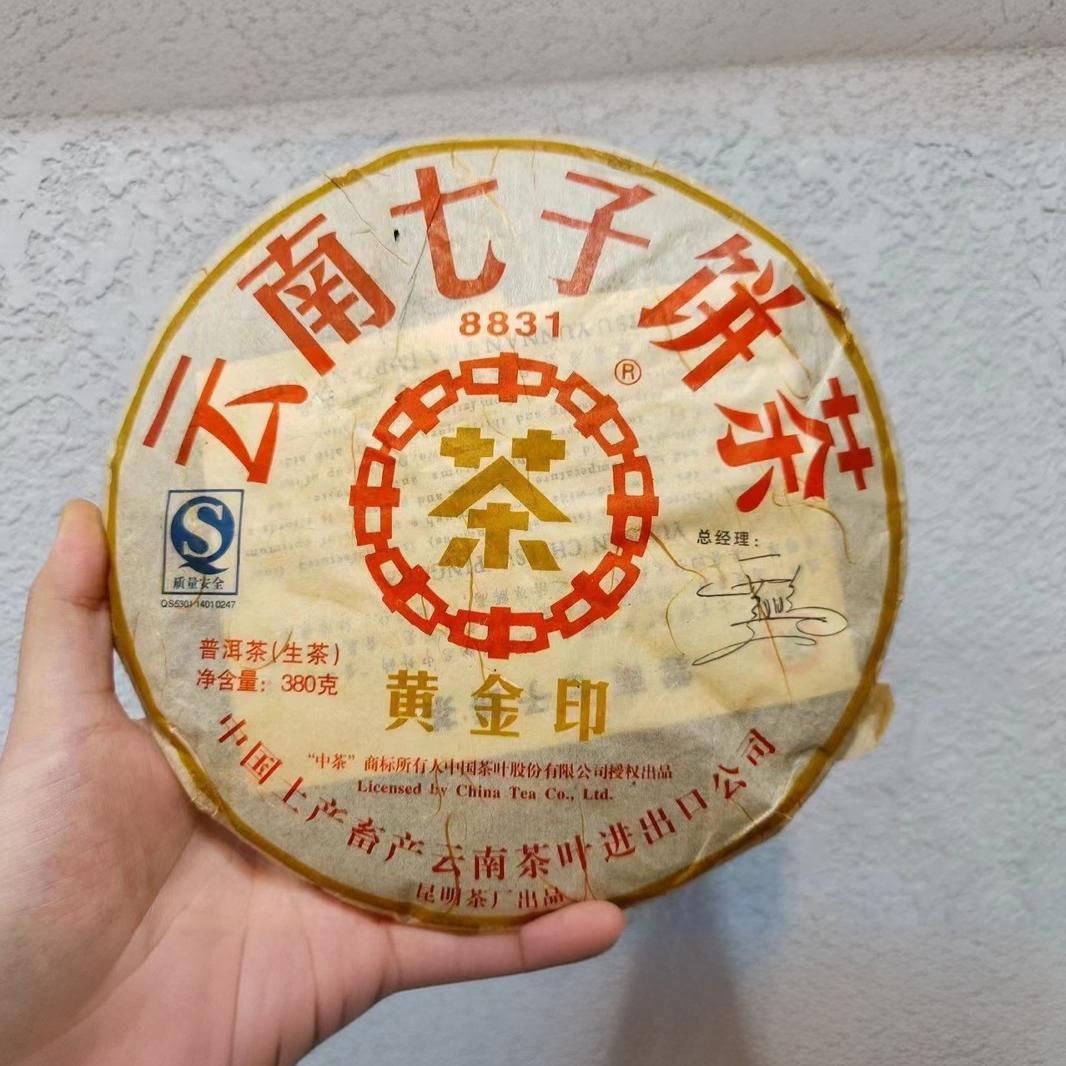 云南七子饼茶
8831
®
茶
质量安全
QS5301 1401 0247
总经理：
普洱茶(生茶)
净含量：380克
黄金印
“中茶”商标所有人中国茶叶股份有限公司授权出品
Licensed by China Tea Co., Ltd.
中国土产畜产云南茶叶进出口公司
昆明茶厂出品